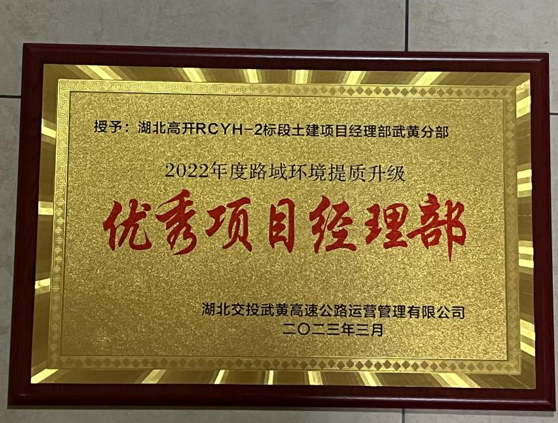 授予：湖北高开RCYH-2标段土建项目经理部武黄分部
2022年度路域环境提质升级
优秀项目经理部
湖北交投武黄高速公路运营管理有限公司
二〇二三年三月